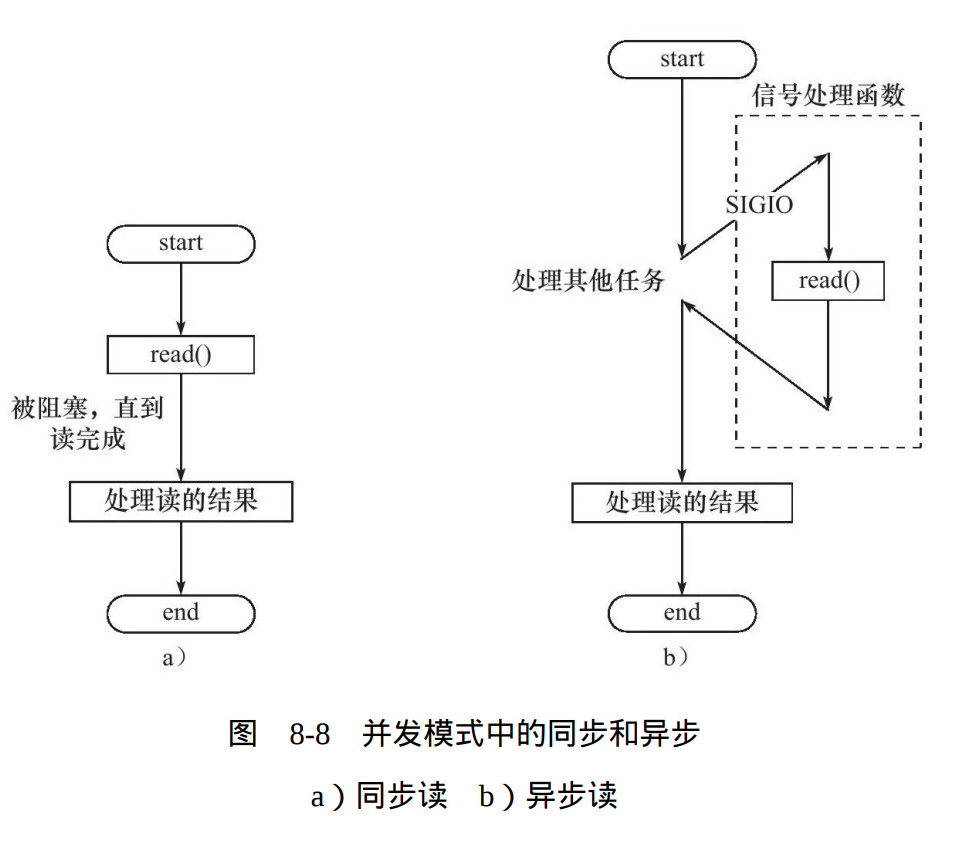 start
read()
被阻塞，直到
读完成
处理读的结果
end
a）
start
信号处理函数
SIGIO
处理其他任务
read()
处理读的结果
end
b）
图 8-8 并发模式中的同步和异步
a）同步读 b）异步读